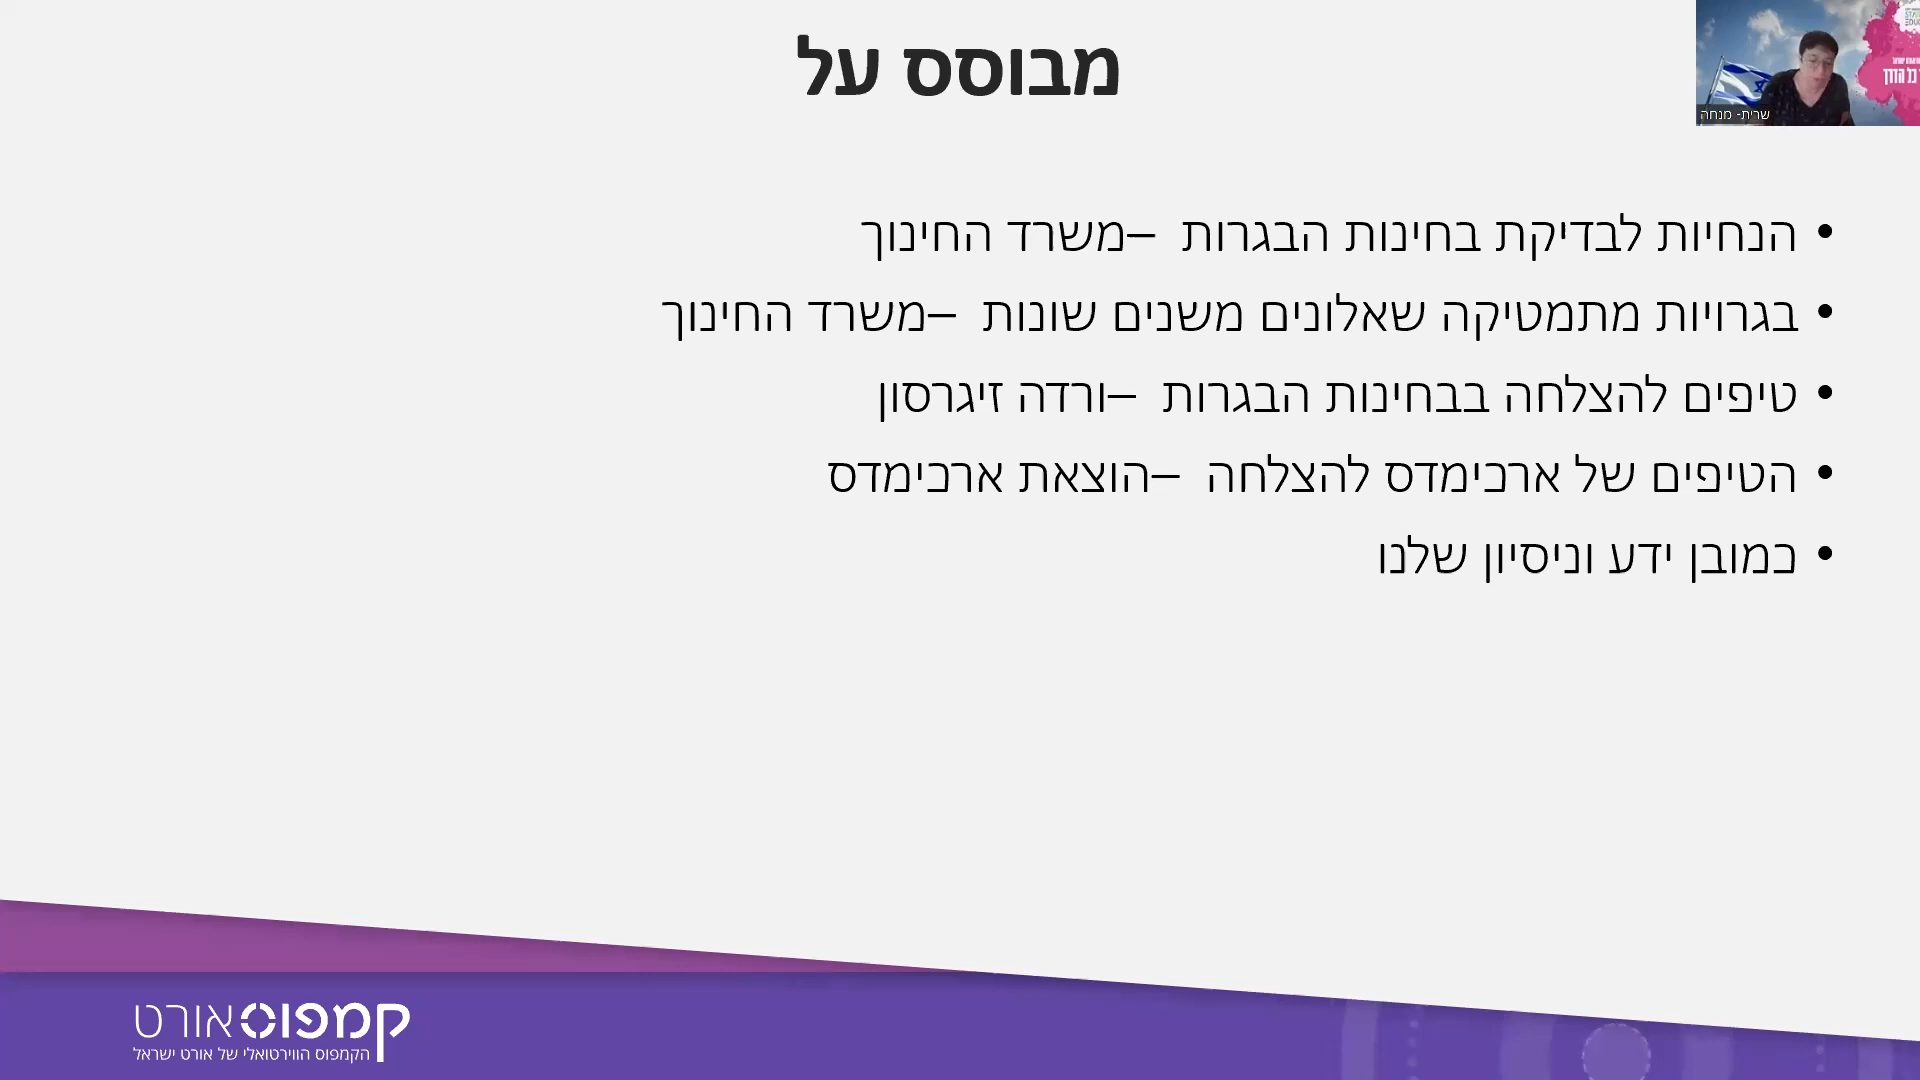 מבוסס על
• הנחיות לבדיקת בחינות הבגרות –משרד החינוך
• בגרויות מתמטיקה שאלונים משנים שונות –משרד החינוך
• טיפים להצלחה בבחינות הבגרות –ורדה זיגרסון
• הטיפים של ארכימדס להצלחה –הוצאת ארכימדס
• כמובן ידע וניסיון שלנו
שרית- מנחה
כל הדרך
קמפוס אורט
הקמפוס הווירטואלי של אורט ישראל